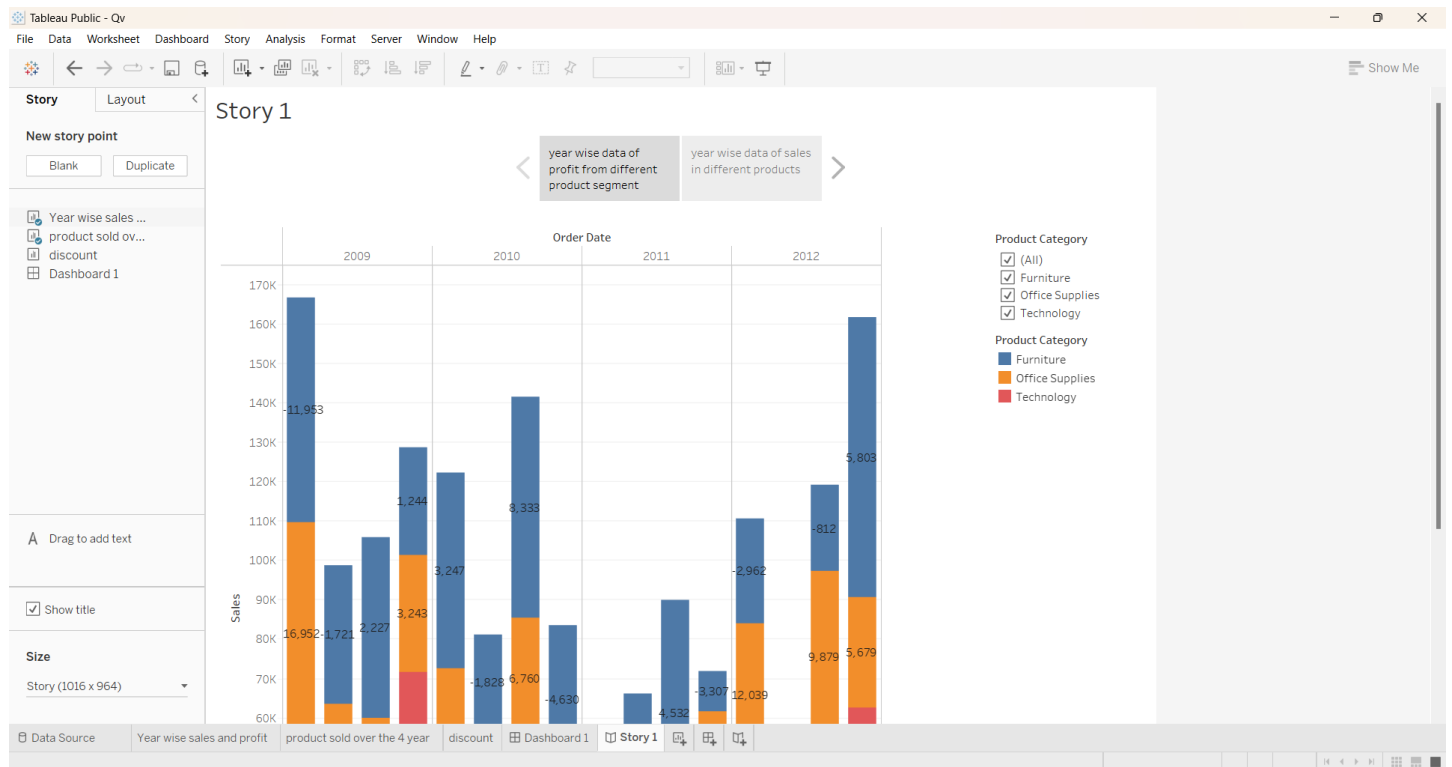 Tableau Public - Qv
File Data Worksheet Dashboard Story Analysis Format Server Window Help
Show Me
Story Layout
New story point
Blank Duplicate
Year wise sales ...
product sold ov...
discount
Dashboard 1
A Drag to add text
Show title
Size
Story (1016 x 964)
Story 1
year wise data of
profit from different
product segment
year wise data of sales
in different products
Order Date
2009 2010 2011 2012
170K
160K
150K
140K
130K
120K
110K
100K
90K
80K
70K
60K
Sales
-11,953
16,952
-1,721
2,227
1,244
3,243
3,247
-1,828
8,333
6,760
-4,630
4,532
-3,307
-2,962
12,039
-812
9,879
5,803
5,679
Product Category
(All)
Furniture
Office Supplies
Technology
Product Category
Furniture
Office Supplies
Technology
Data Source Year wise sales and profit product sold over the 4 year discount Dashboard 1 Story 1